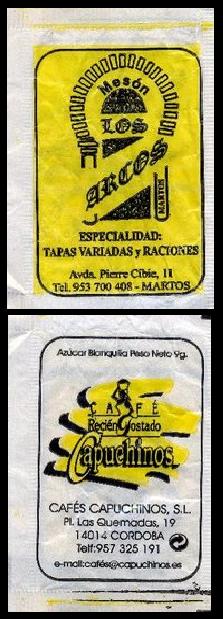 Mesón
LOS
ARCOS
MARTOS
ESPECIALIDAD:
TAPAS VARIADAS y RACIONES
Avda. Pierre Cibie, 11
Tel. 953 700 408 - MARTOS
Azúcar Blanquilla Peso Neto 9g.
CAFÉ
Recién Tostado
Capuchinos
CAFÉS CAPUCHINOS, S.L.
Pl. Las Quemadas, 19
14014 CORDOBA
Telf: 957 325 191
e-mail:cafés@capuchinos.es